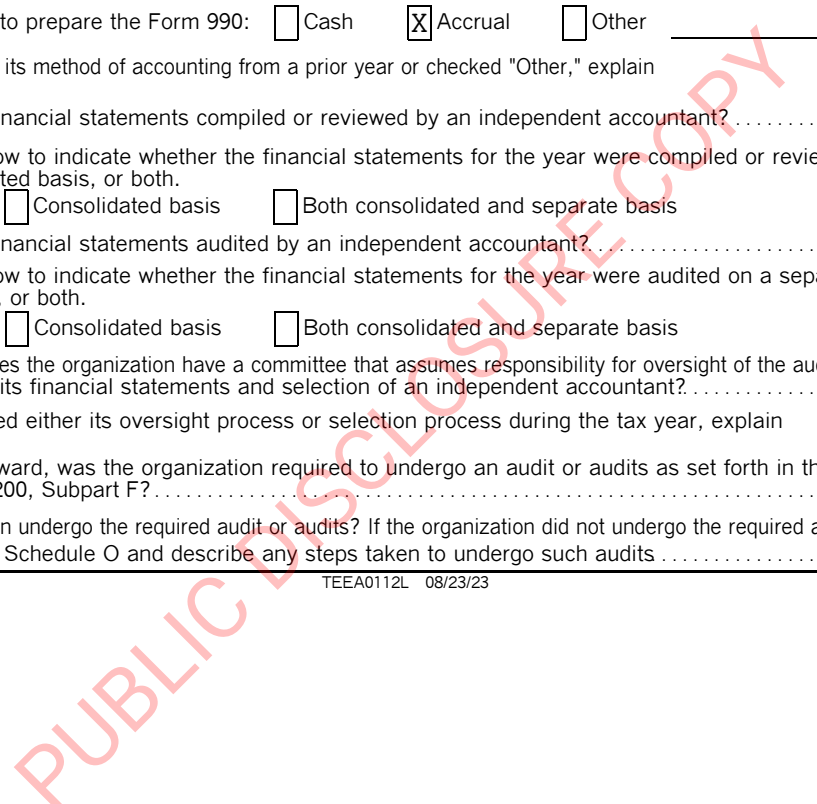 to prepare the Form 990: Cash X Accrual Other
its method of accounting from a prior year or checked "Other," explain
nancial statements compiled or reviewed by an independent accountant? . . . . . . . .
ow to indicate whether the financial statements for the year were compiled or revie
ted basis, or both.
Consolidated basis Both consolidated and separate basis
nancial statements audited by an independent accountant?. . . . . . . . . . . . . . . . . . . . .
ow to indicate whether the financial statements for the year were audited on a sepa
, or both.
Consolidated basis Both consolidated and separate basis
es the organization have a committee that assumes responsibility for oversight of the aud
its financial statements and selection of an independent accountant?. . . . . . . . . . . .
ed either its oversight process or selection process during the tax year, explain
ward, was the organization required to undergo an audit or audits as set forth in th
200, Subpart F? . . . . . . . . . . . . . . . . . . . . . . . . . . . . . . . . . . . . . . . . . . . . . . . . . . . . . . . . . . . . .
n undergo the required audit or audits? If the organization did not undergo the required a
Schedule O and describe any steps taken to undergo such audits. . . . . . . . . . . . . . .
TEEA0112L 08/23/23
PUBLIC DISCLOSURE COPY